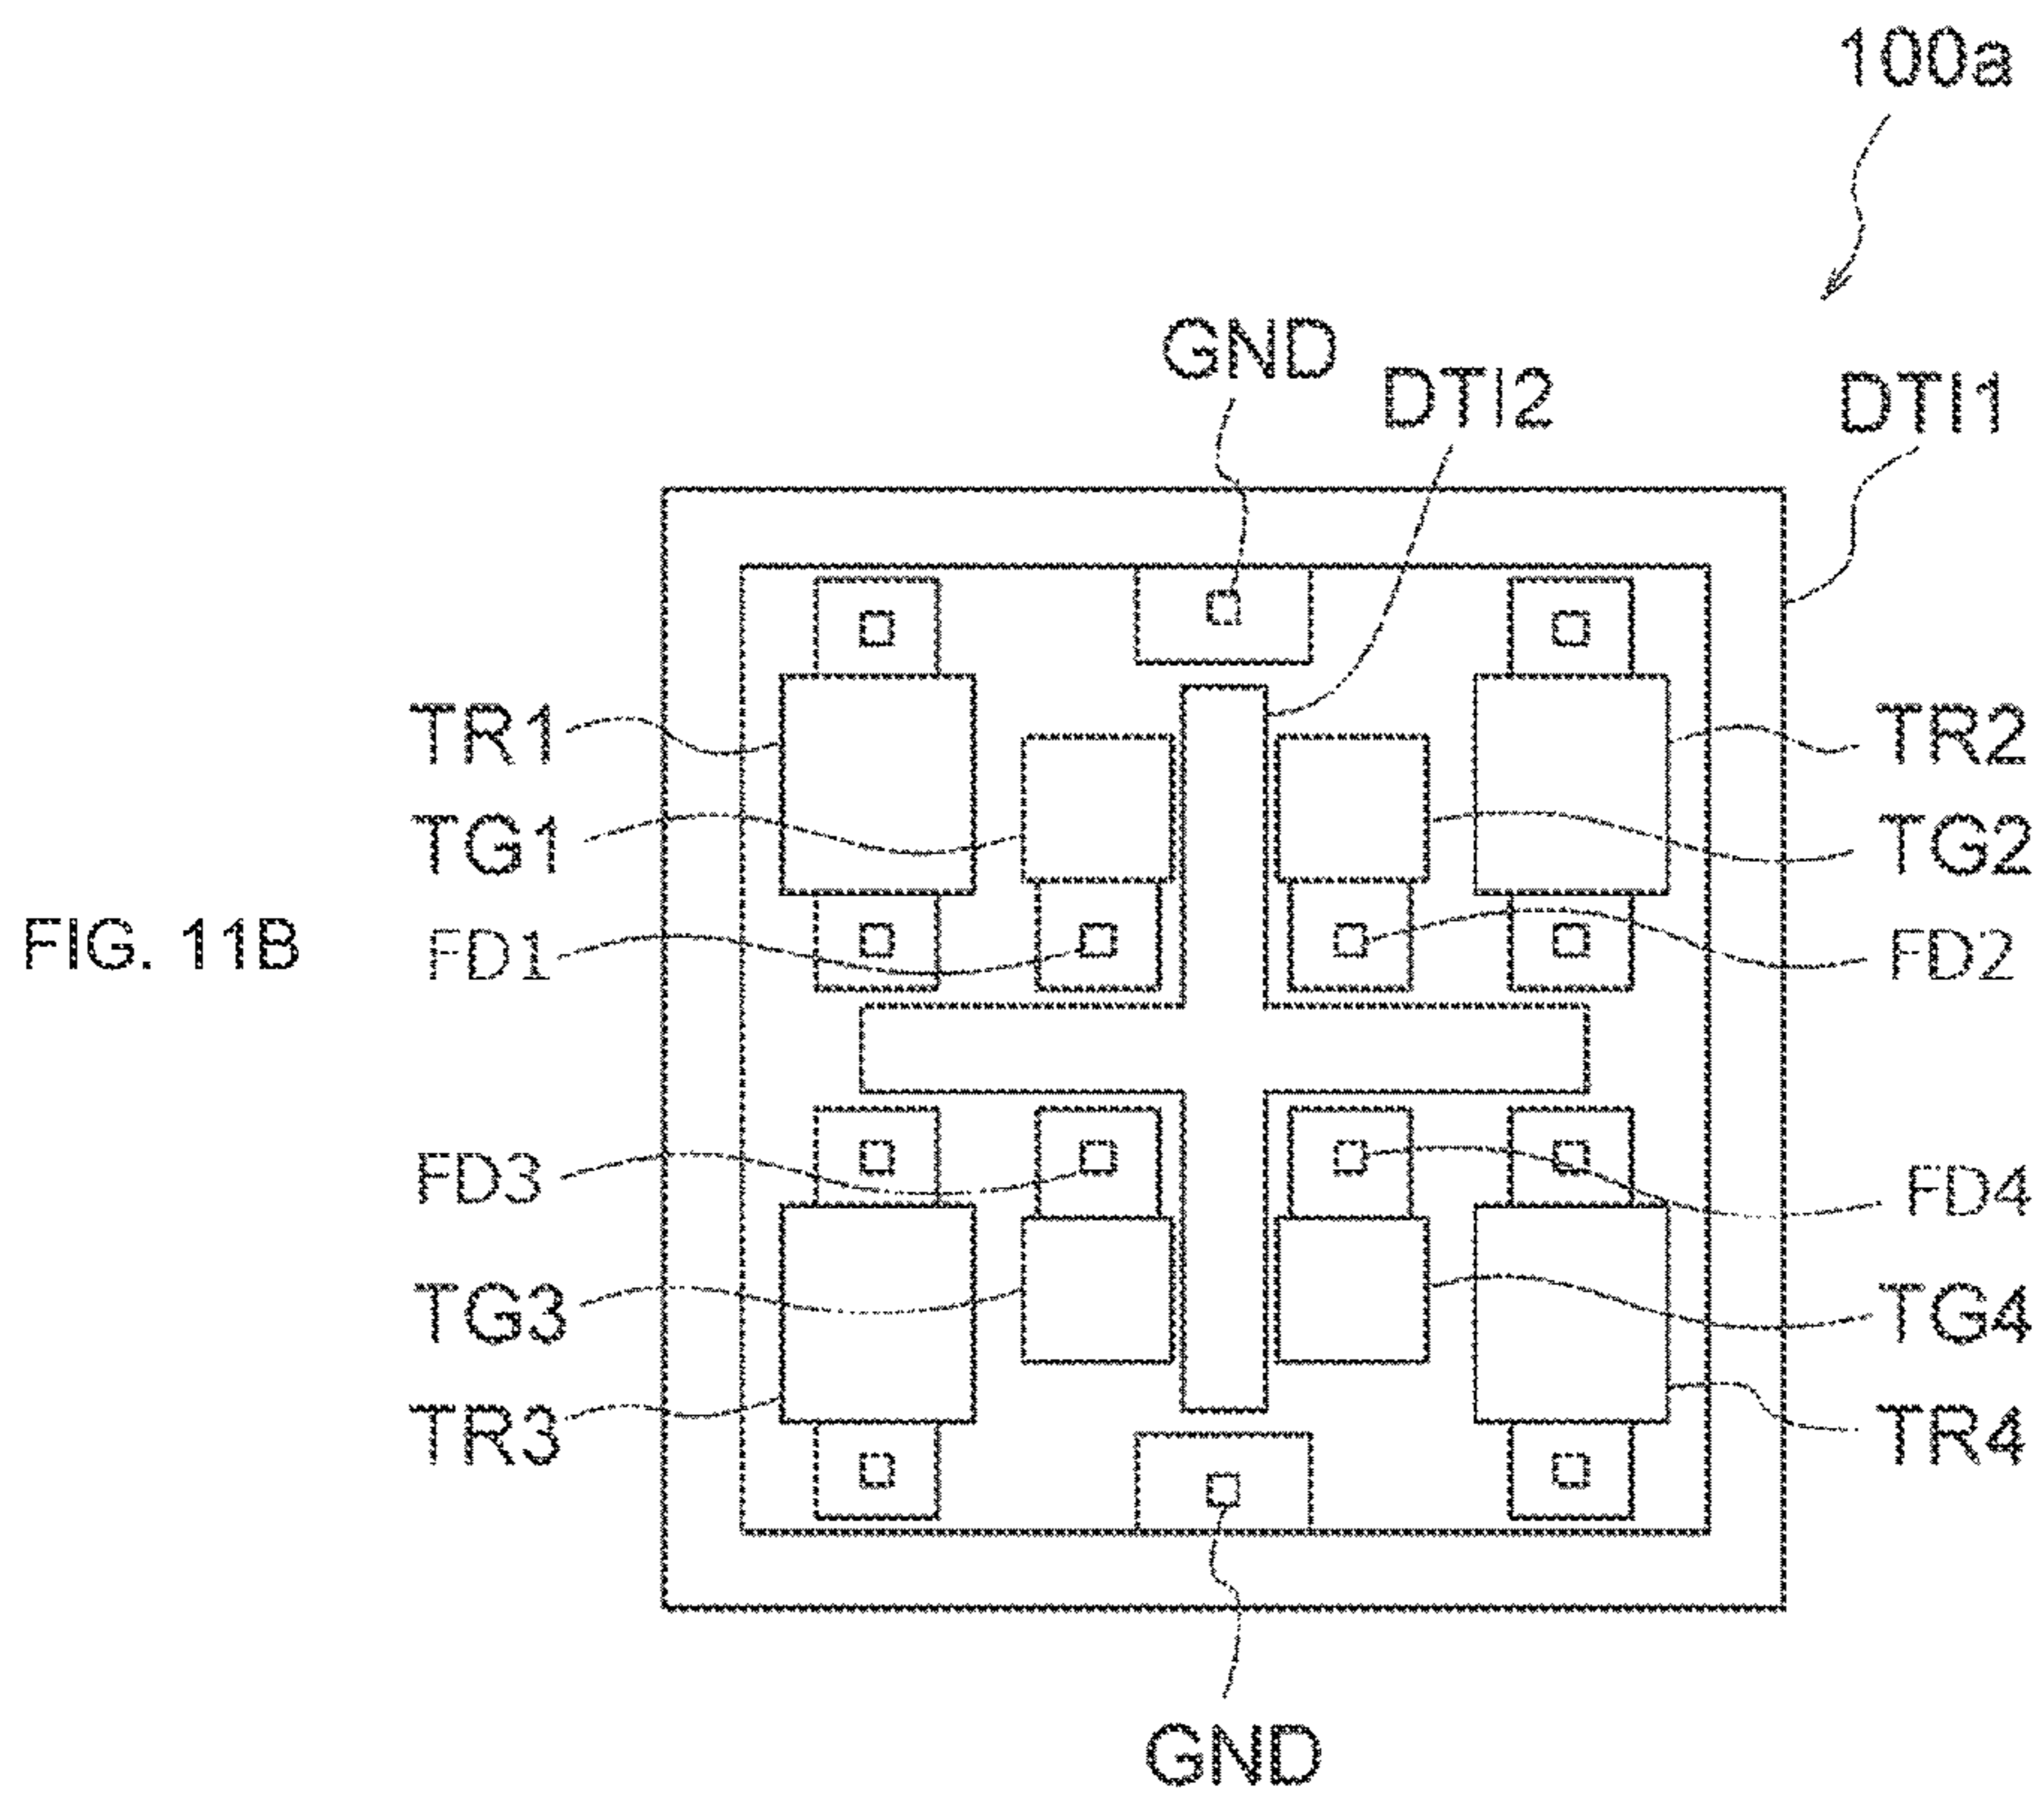 100a
GND
DTI2
DTI1
TR1
TR2
TG1
TG2
FIG. 11B
FD1
FD2
FD3
FD4
TG3
TG4
TR3
TR4
GND